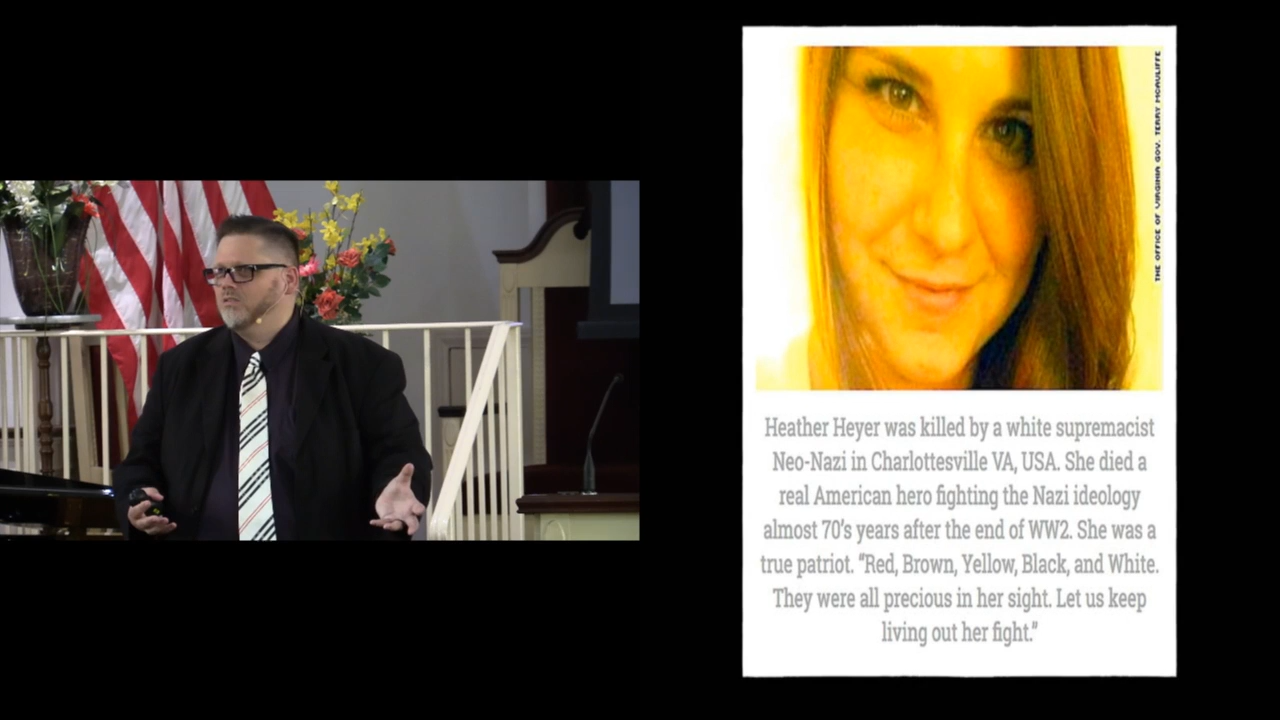 THE OFFICE OF VIRGINIA GOV. TERRY MCAULIFFE
Heather Heyer was killed by a white supremacist
Neo-Nazi in Charlottesville VA, USA. She died a
real American hero fighting the Nazi ideology
almost 70's years after the end of WW2. She was a
true patriot. “Red, Brown, Yellow, Black, and White.
They were all precious in her sight. Let us keep
living out her fight.”